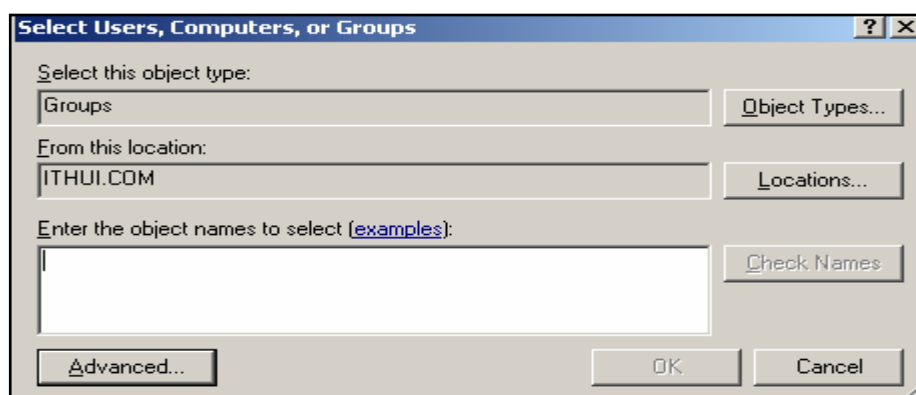 Select Users, Computers, or Groups
Select this object type:
Groups
Object Types...
From this location:
ITHUI.COM
Locations...
Enter the object names to select (examples):
Check Names
Advanced...
OK
Cancel